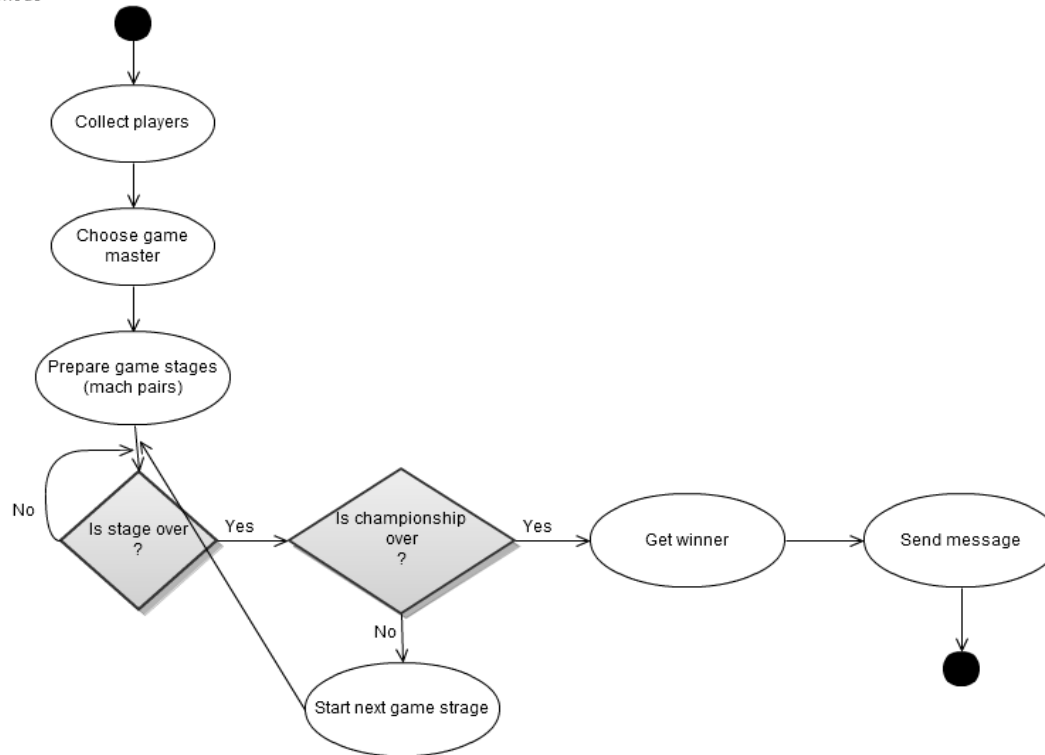 Collect players
Choose game
master
Prepare game stages
(mach pairs)
No
Is stage over
?
Yes
Is championship
over
?
Yes
Get winner
Send message
No
Start next game strage